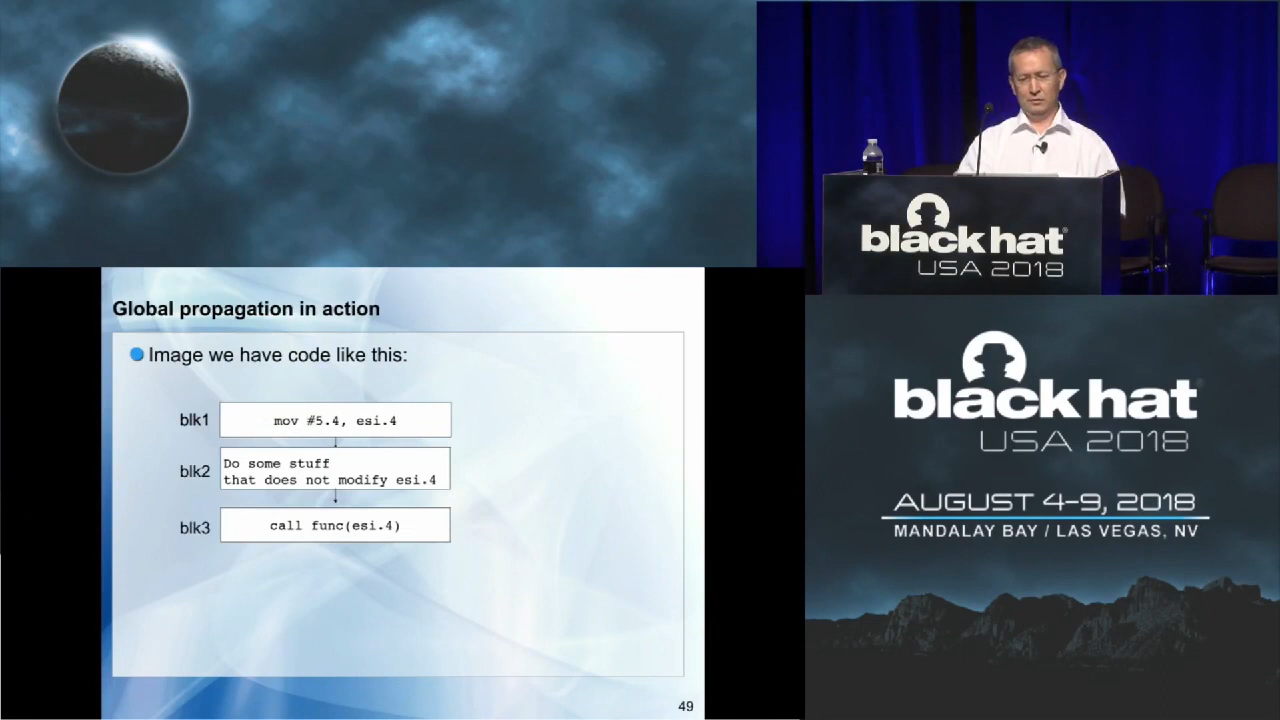 black hat
USA 2018
Global propagation in action
Image we have code like this:
blk1
mov #5.4, esi.4
blk2
Do some stuff
that does not modify esi.4
blk3
call func(esi.4)
49
black hat
USA 2018
AUGUST 4-9, 2018
MANDALAY BAY / LAS VEGAS, NV